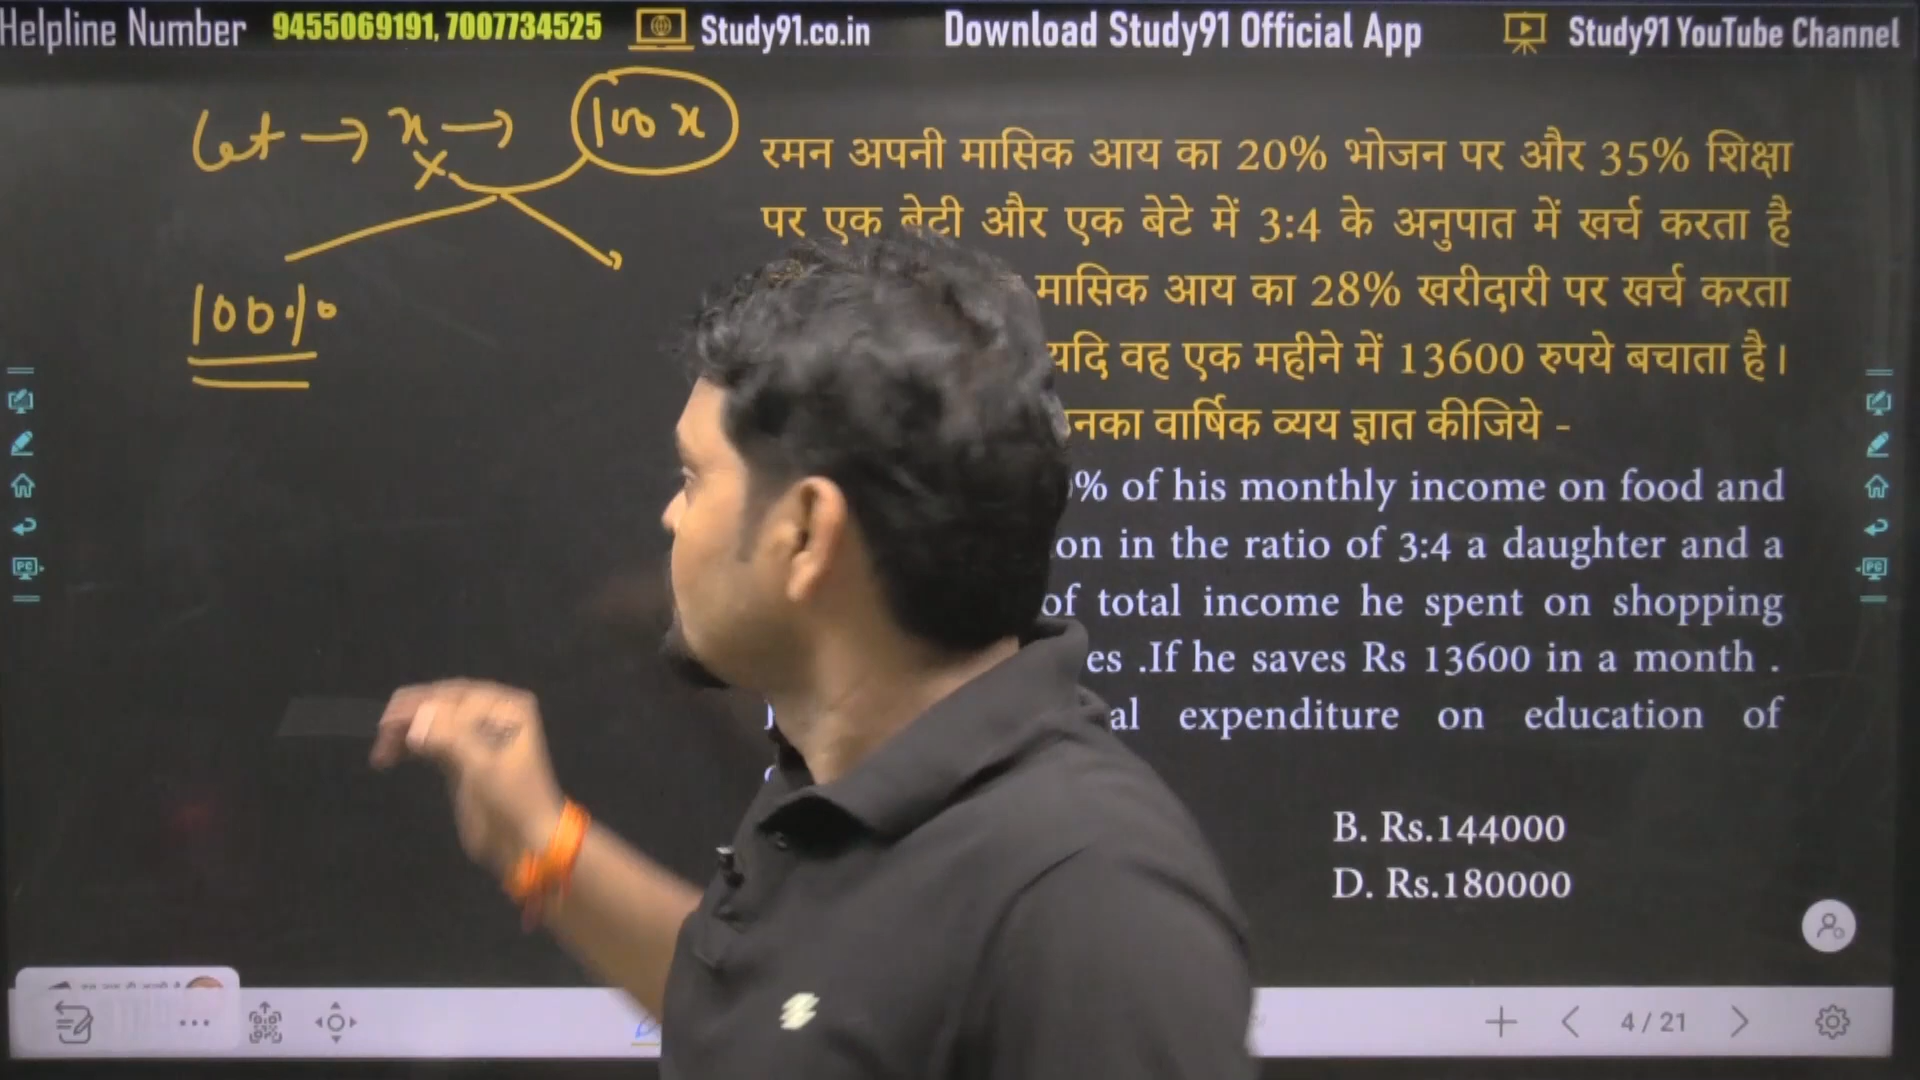 Helpline Number 9455069191, 7007734525 Study91.co.in Download Study91 Official App Study91 YouTube Channel
let → x → 100x
100%
रमन अपनी मासिक आय का 20% भोजन पर और 35% शिक्षा
पर एक बेटी और एक बेटे में 3:4 के अनुपात में खर्च करता है
मासिक आय का 28% खरीदारी पर खर्च करता
यदि वह एक महीने में 13600 रुपये बचाता है।
वार्षिक व्यय ज्ञात कीजिये -
% of his monthly income on food and
in the ratio of 3:4 a daughter and a
of total income he spent on shopping
.If he saves Rs 13600 in a month .
expenditure on education of
B. Rs.144000
D. Rs.180000
4 / 21